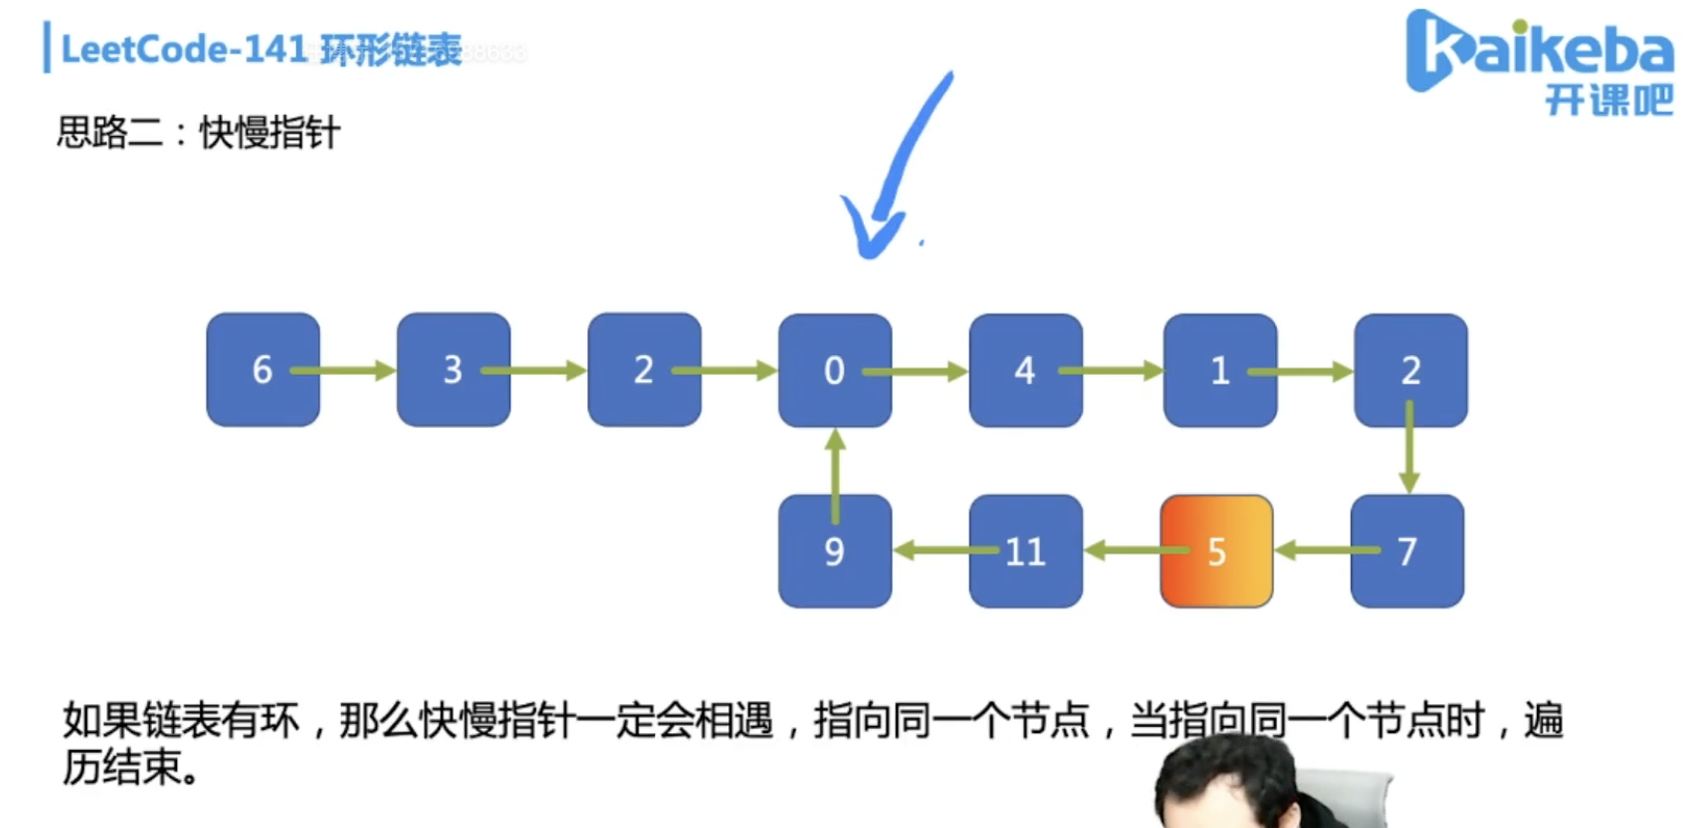 LeetCode-141 环形链表
kaikeba
开课吧
思路二：快慢指针
6 3 2 0 4 1 2
9 11 5 7
如果链表有环，那么快慢指针一定会相遇，指向同一个节点，当指向同一个节点时，遍
历结束。